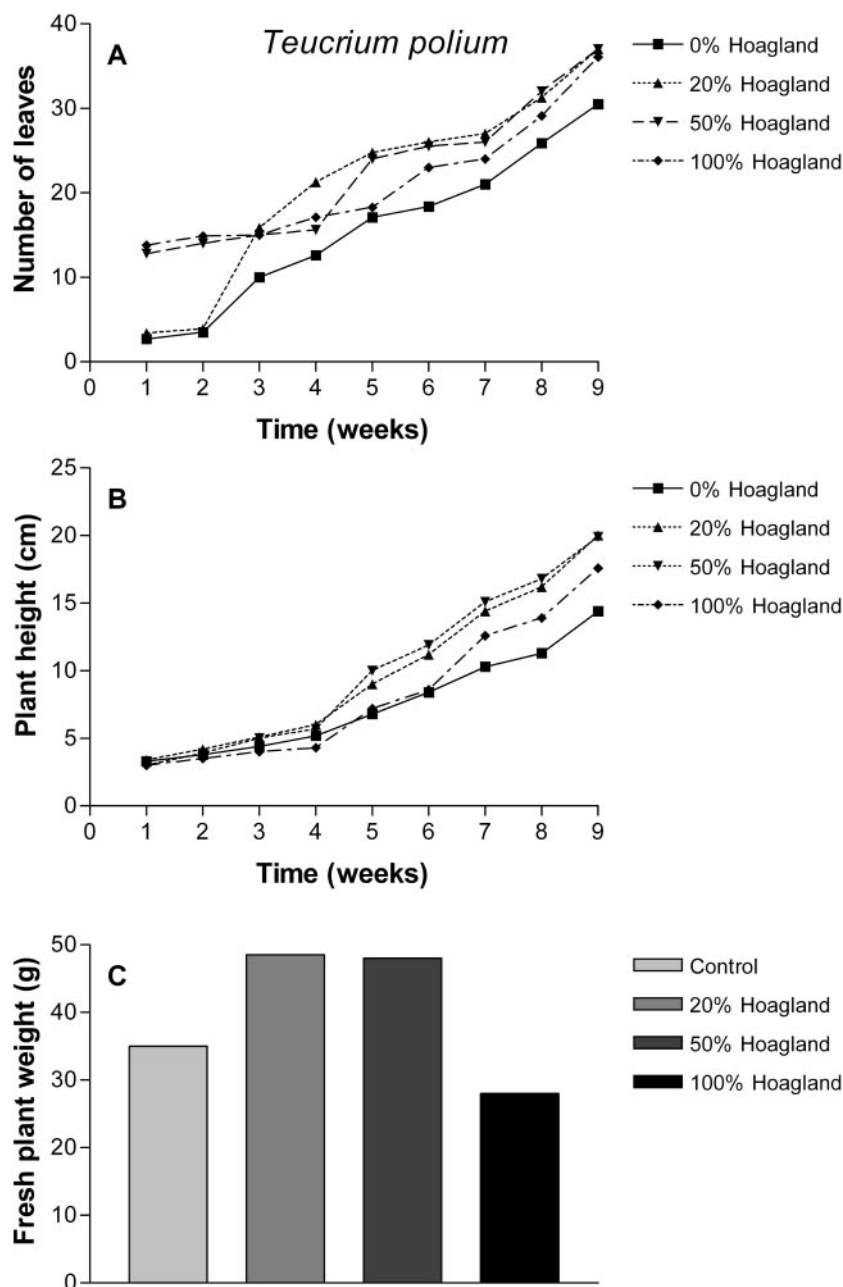 A
Teucrium polium
0% Hoagland
20% Hoagland
50% Hoagland
100% Hoagland
Number of leaves
40
30
20
10
0
0 1 2 3 4 5 6 7 8 9
Time (weeks)
B
0% Hoagland
20% Hoagland
50% Hoagland
100% Hoagland
Plant height (cm)
25
20
15
10
5
0
0 1 2 3 4 5 6 7 8 9
Time (weeks)
C
Control
20% Hoagland
50% Hoagland
100% Hoagland
Fresh plant weight (g)
50
40
30
20
10
0